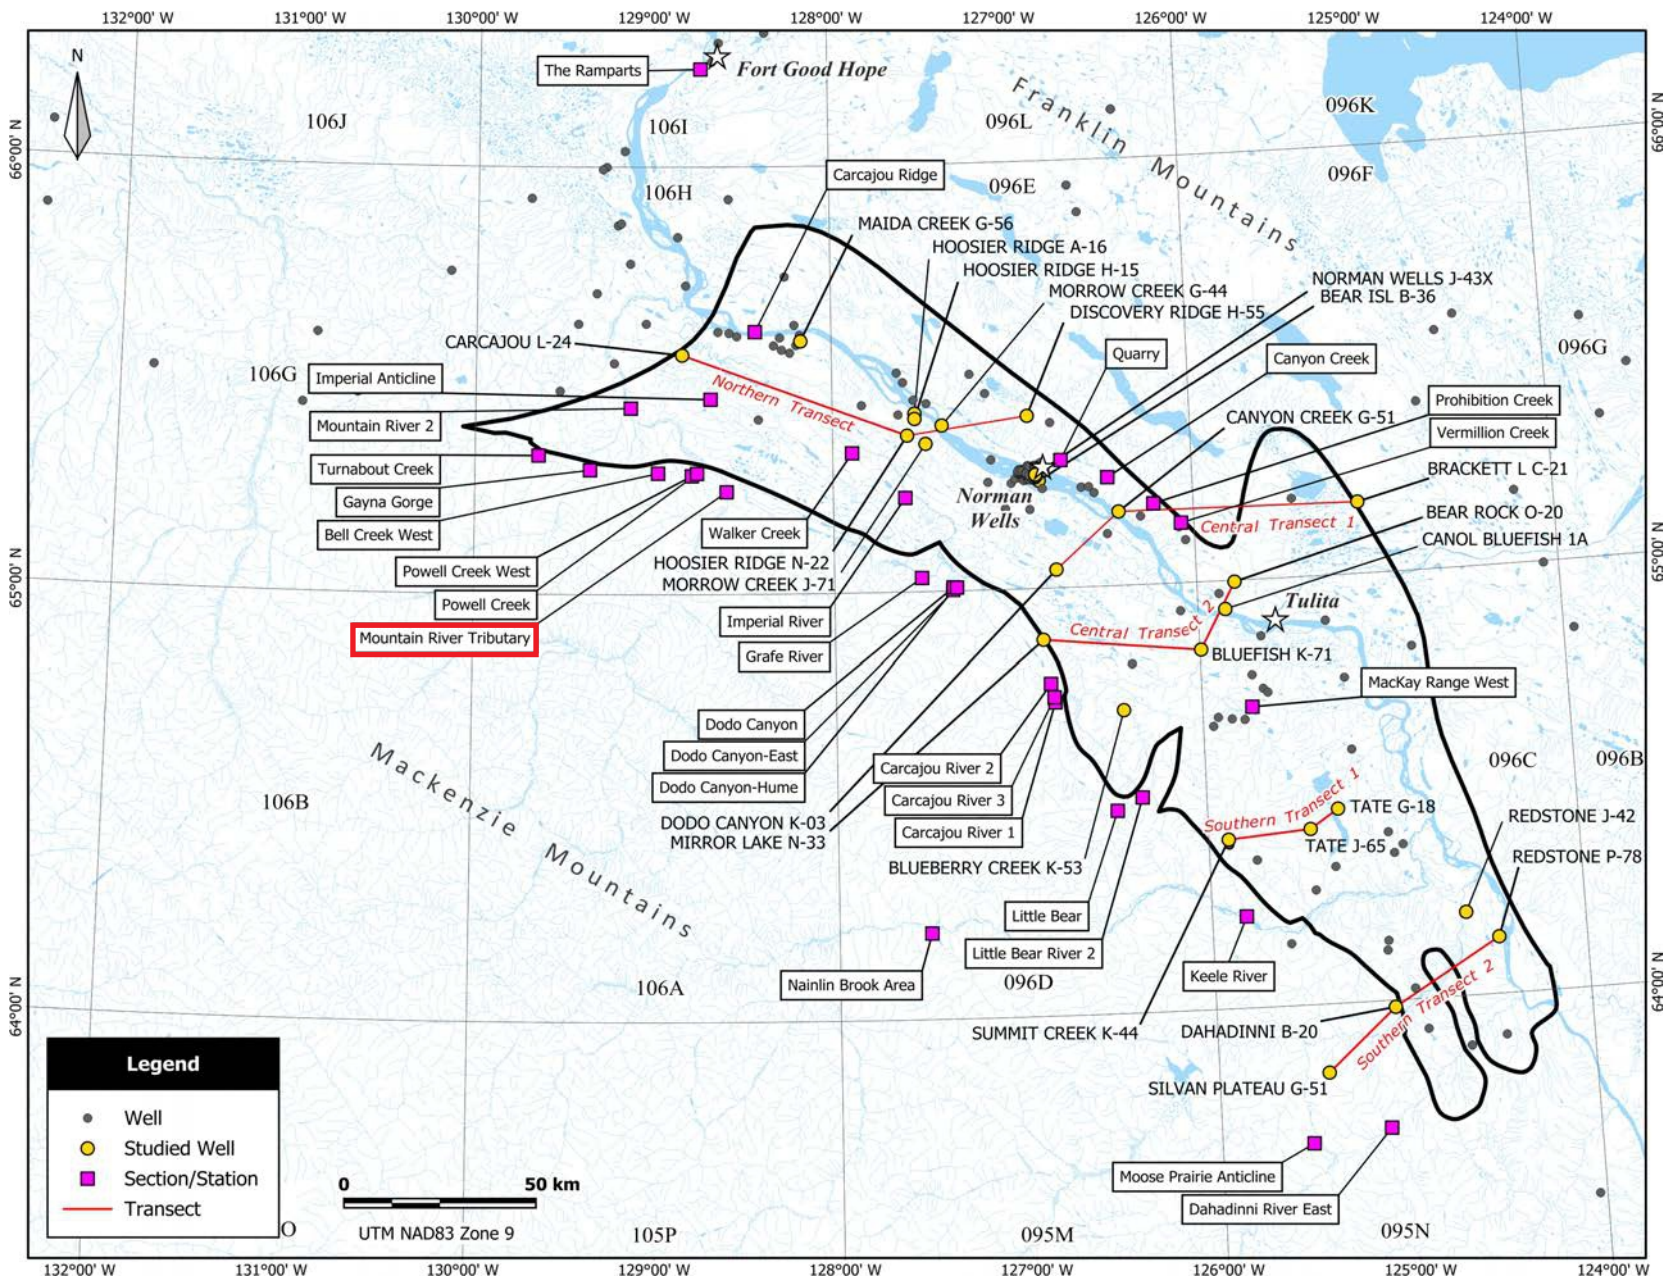 132°00' W 131°00' W 130°00' W 129°00' W 128°00' W 127°00' W 126°00' W 125°00' W 124°00' W
N
The Ramparts
Fort Good Hope
Franklin Mountains
096K
106J
106I
096L
66°00' N
66°00' N
106H
Carcajou Ridge
096E
096F
MAIDA CREEK G-56
HOOSIER RIDGE A-16
HOOSIER RIDGE H-15
NORMAN WELLS J-43X
MORROW CREEK G-44
BEAR ISL B-36
DISCOVERY RIDGE H-55
CARCAJOU L-24
096G
106G
Quarry
Canyon Creek
Imperial Anticline
Northern Transect
Prohibition Creek
Mountain River 2
CANYON CREEK G-51
Vermillion Creek
Turnabout Creek
BRACKETT L C-21
Gayna Gorge
Norman
Wells
Bell Creek West
Walker Creek
Central Transect 1
BEAR ROCK O-20
CANOL BLUEFISH 1A
65°00' N
65°00' N
Powell Creek West
HOOSIER RIDGE N-22
MORROW CREEK J-71
Powell Creek
Tulita
Imperial River
Mountain River Tributary
Central Transect 2
Grafe River
BLUEFISH K-71
MacKay Range West
Dodo Canyon
Mackenzie Mountains
Dodo Canyon-East
Carcajou River 2
096C
096B
Dodo Canyon-Hume
Carcajou River 3
106B
Southern Transect 1
TATE G-18
DODO CANYON K-03
REDSTONE J-42
Carcajou River 1
MIRROR LAKE N-33
TATE J-65
REDSTONE P-78
BLUEBERRY CREEK K-53
Little Bear
Little Bear River 2
Keele River
Nainlin Brook Area
096D
106A
Southern Transect 2
64°00' N
64°00' N
SUMMIT CREEK K-44
DAHADINNI B-20
SILVAN PLATEAU G-51
Legend
Well
Studied Well
Section/Station
Transect
Moose Prairie Anticline
Dahadinni River East
0 50 km
UTM NAD83 Zone 9
O
105P
095M
095N
132°00' W 131°00' W 130°00' W 129°00' W 128°00' W 127°00' W 126°00' W 125°00' W 124°00' W